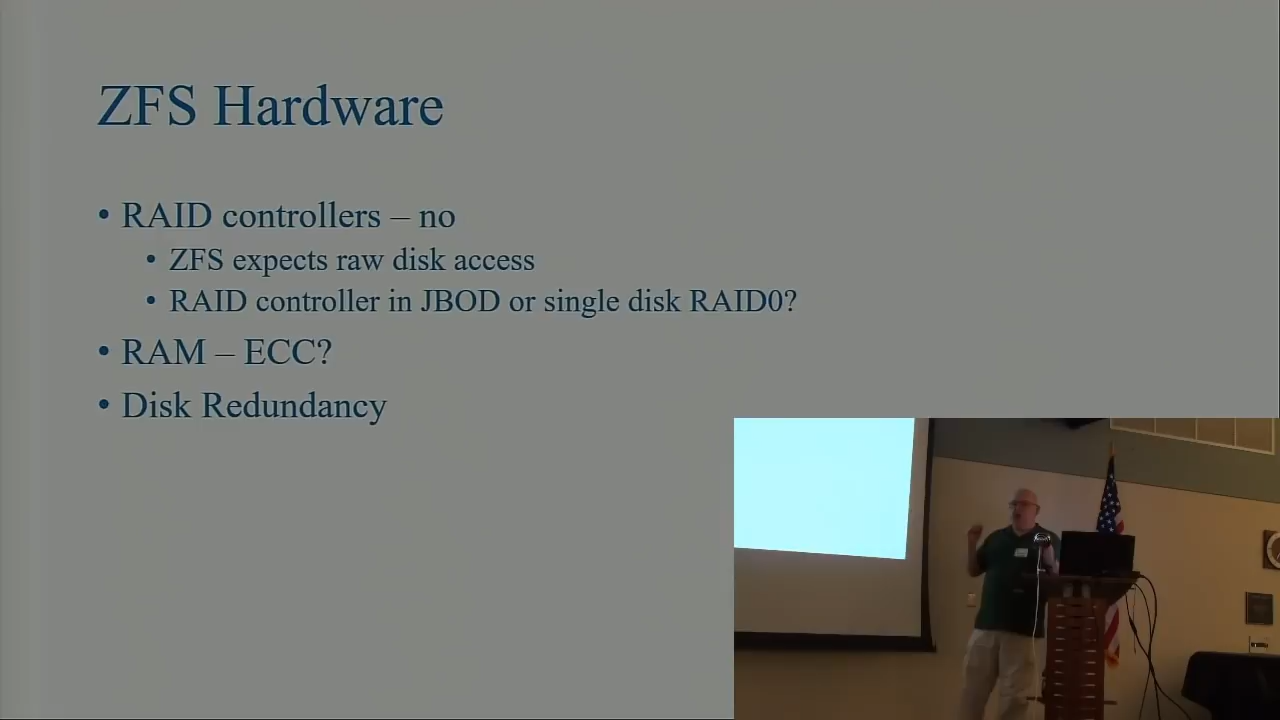 ZFS Hardware
• RAID controllers – no
• ZFS expects raw disk access
• RAID controller in JBOD or single disk RAID0?
• RAM – ECC?
• Disk Redundancy